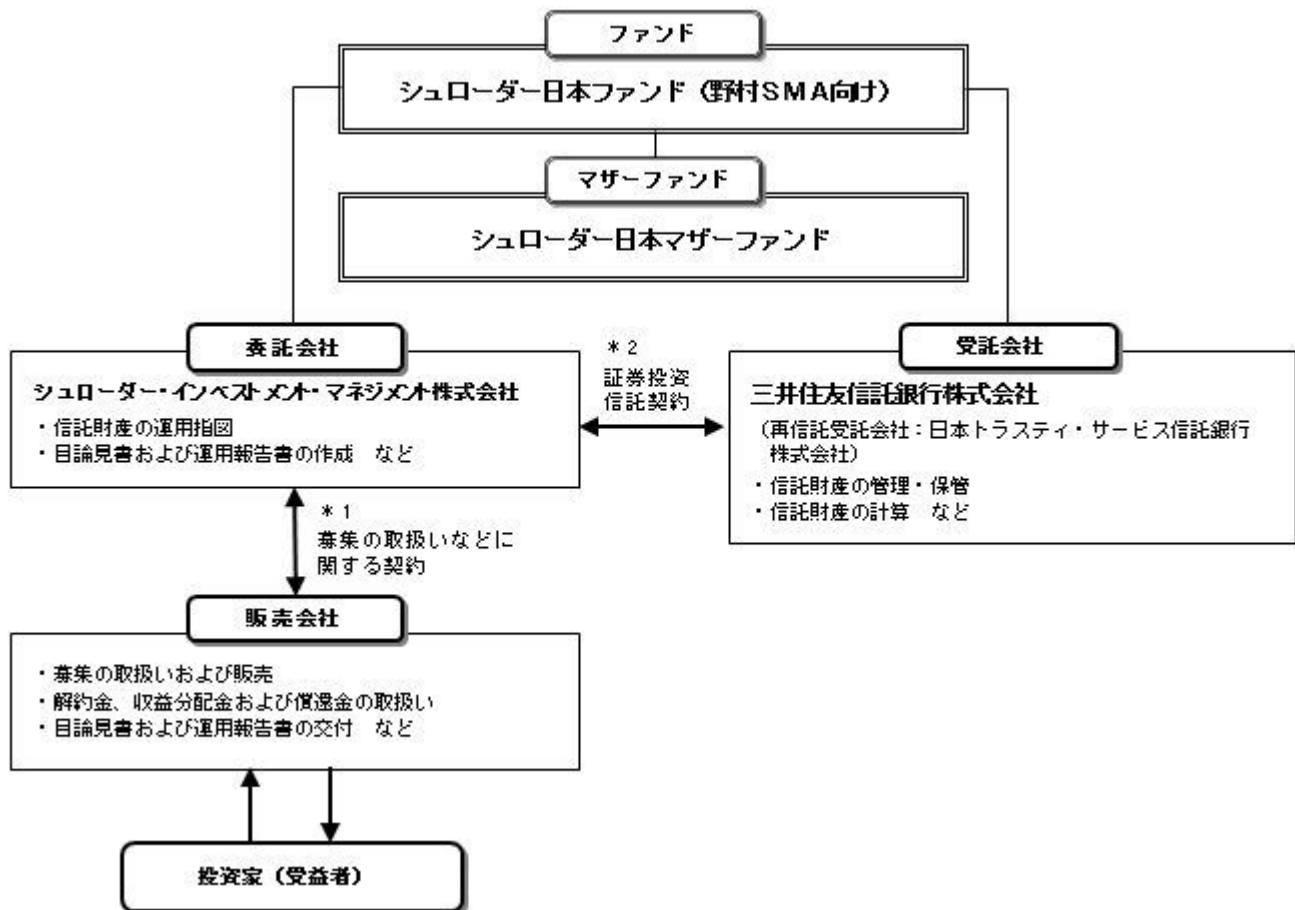 ファンド
シュローダー日本ファンド（野村SMA向け）
マザーファンド
シュローダー日本マザーファンド
委託会社
シュローダー・インベストメント・マネジメント株式会社
・信託財産の運用指図
・目論見書および運用報告書の作成　など
＊2
証券投資
信託契約
受託会社
三井住友信託銀行株式会社
（再信託受託会社：日本トラスティ・サービス信託銀行
株式会社）
・信託財産の管理・保管
・信託財産の計算　など
＊1
募集の取扱いなどに
関する契約
販売会社
・募集の取扱いおよび販売
・解約金、収益分配金および償還金の取扱い
・目論見書および運用報告書の交付　など
投資家（受益者）